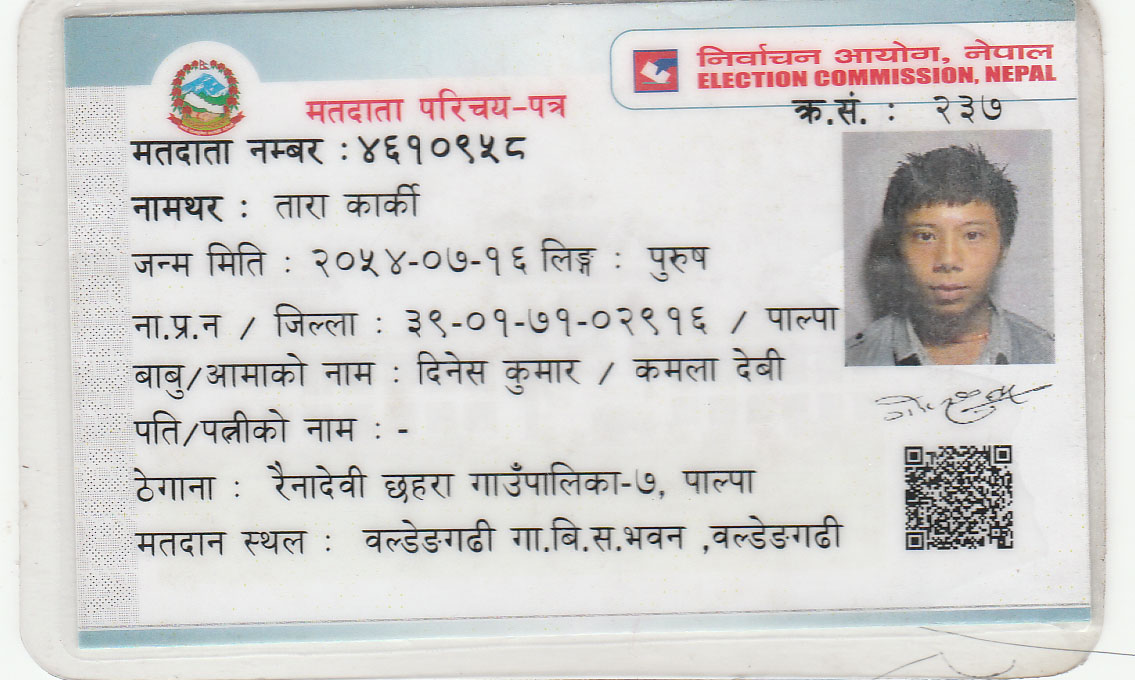 निर्वाचन आयोग, नेपाल
ELECTION COMMISSION, NEPAL
मतदाता परिचय-पत्र
क्र.सं. : २३७
मतदाता नम्बर : ४६१०९५८
नामथर : तारा कार्की
जन्म मिति : २०५४-०७-१६ लिङ्ग : पुरुष
ना.प्र.न / जिल्ला : ३९-०१-७१-०२९१६ / पाल्पा
बाबु/आमाको नाम : दिनेस कुमार / कमला देबी
पति/पत्नीको नाम : -
ठेगाना : रैनादेवी छहरा गाउँपालिका-७, पाल्पा
मतदान स्थल : वल्डेङगढी गा.बि.स.भवन ,वल्डेङगढी